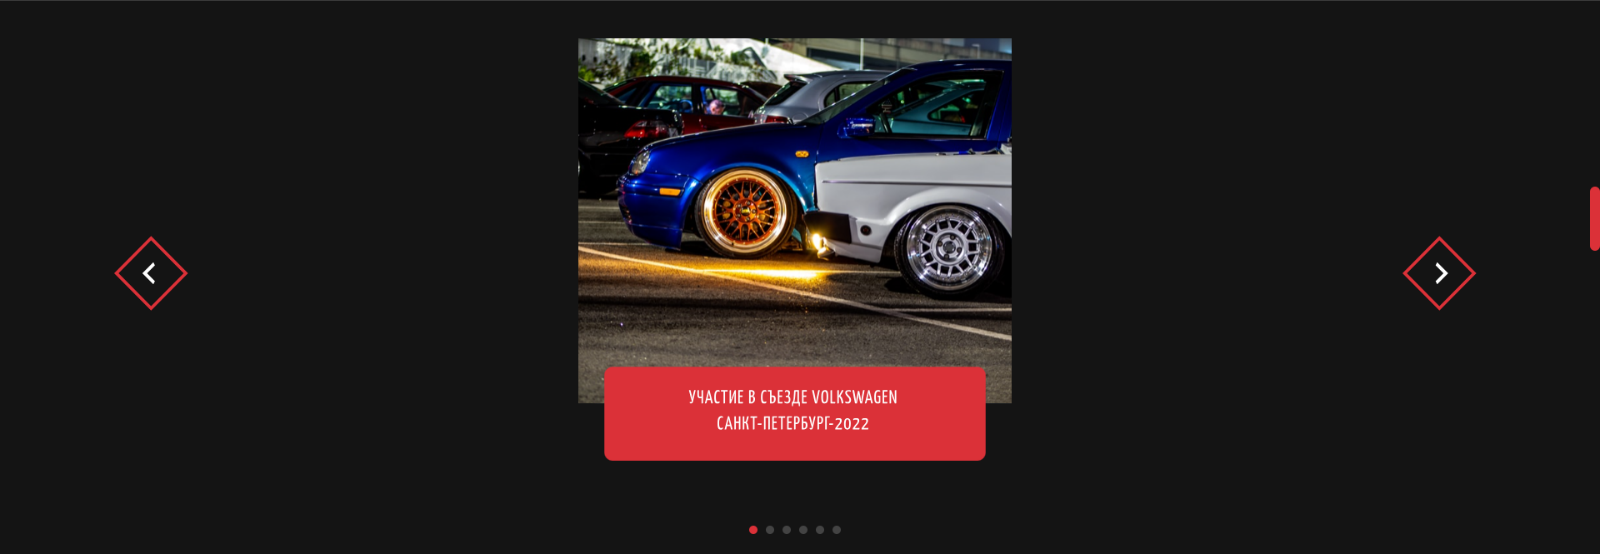 УЧАСТИЕ В СЪЕЗДЕ VOLKSWAGEN
САНКТ-ПЕТЕРБУРГ-2022